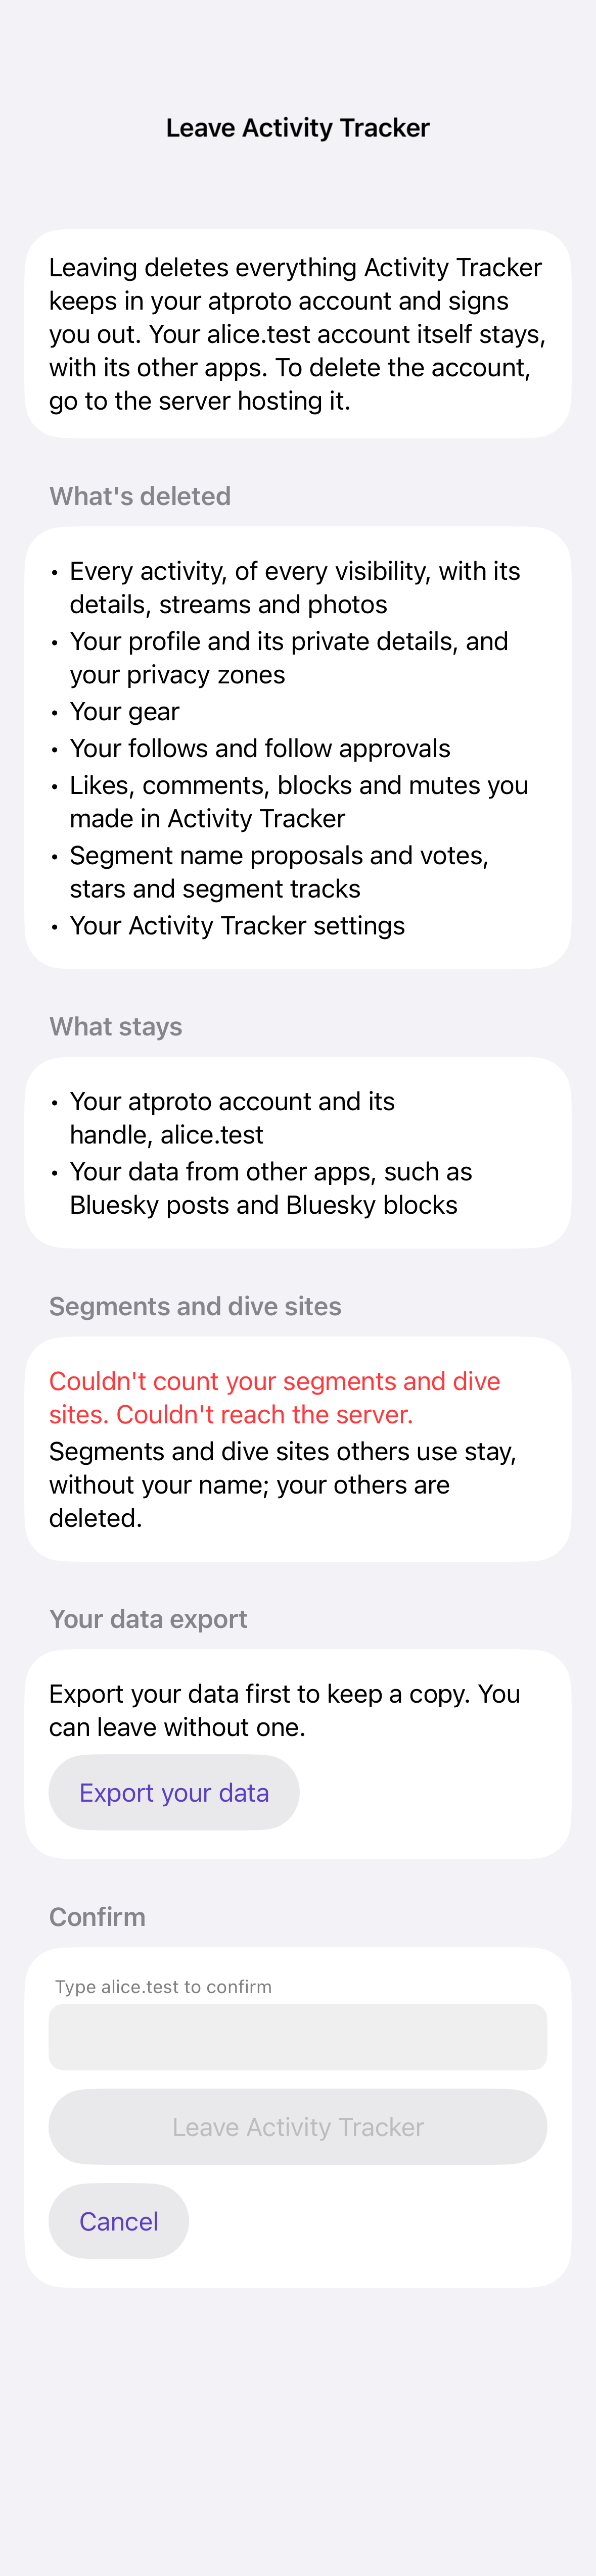 Leave Activity Tracker
Leaving deletes everything Activity Tracker
keeps in your atproto account and signs
you out. Your alice.test account itself stays,
with its other apps. To delete the account,
go to the server hosting it.
What's deleted
• Every activity, of every visibility, with its
details, streams and photos
• Your profile and its private details, and
your privacy zones
• Your gear
• Your follows and follow approvals
• Likes, comments, blocks and mutes you
made in Activity Tracker
• Segment name proposals and votes,
stars and segment tracks
• Your Activity Tracker settings
What stays
• Your atproto account and its
handle, alice.test
• Your data from other apps, such as
Bluesky posts and Bluesky blocks
Segments and dive sites
Couldn't count your segments and dive
sites. Couldn't reach the server.
Segments and dive sites others use stay,
without your name; your others are
deleted.
Your data export
Export your data first to keep a copy. You
can leave without one.
Export your data
Confirm
Type alice.test to confirm
Leave Activity Tracker
Cancel